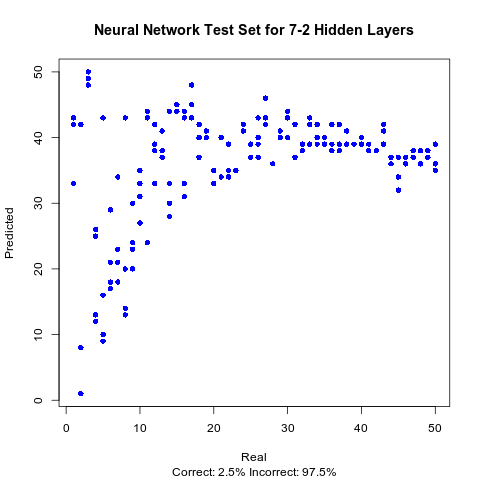 Neural Network Test Set for 7-2 Hidden Layers
Predicted
50
40
30
20
10
0
0 10 20 30 40 50
Real
Correct: 2.5% Incorrect: 97.5%